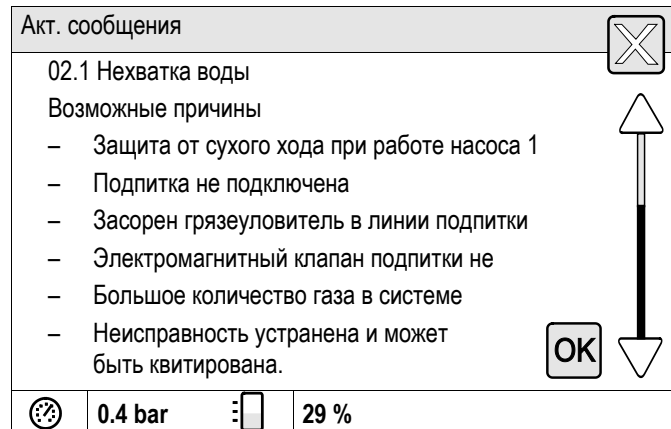 Акт. сообщения
02.1 Нехватка воды
Возможные причины
– Защита от сухого хода при работе насоса 1
– Подпитка не подключена
– Засорен грязеуловитель в линии подпитки
– Электромагнитный клапан подпитки не
– Большое количество газа в системе
– Неисправность устранена и может
быть квитирована.
OK
0.4 bar 29 %